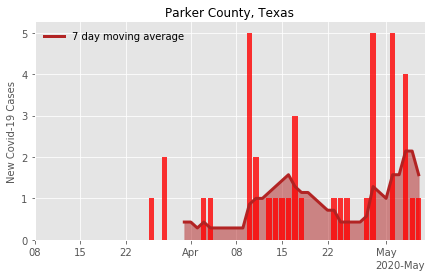 Parker County, Texas
7 day moving average
New Covid-19 Cases
5
4
3
2
1
0
08 15 22 Apr 08 15 22 May
2020-May